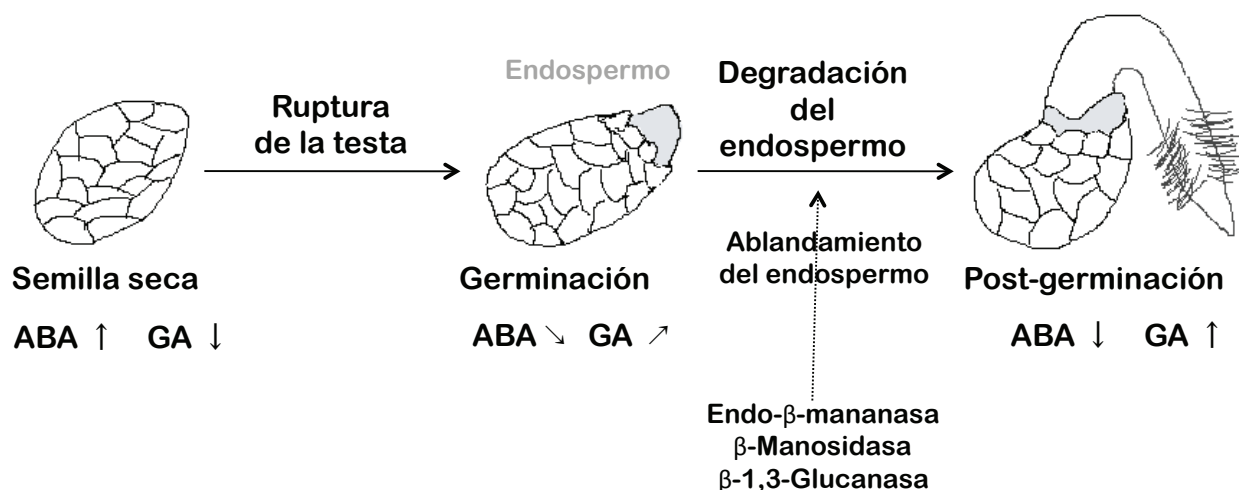 Endospermo
Ruptura
de la testa
Degradación
del
endospermo
Ablandamiento
del endospermo
Semilla seca
Germinación
Post-germinación
ABA ↑ GA ↓
ABA ↘ GA ↗
ABA ↓ GA ↑
Endo-β-mananasa
β-Manosidasa
β-1,3-Glucanasa